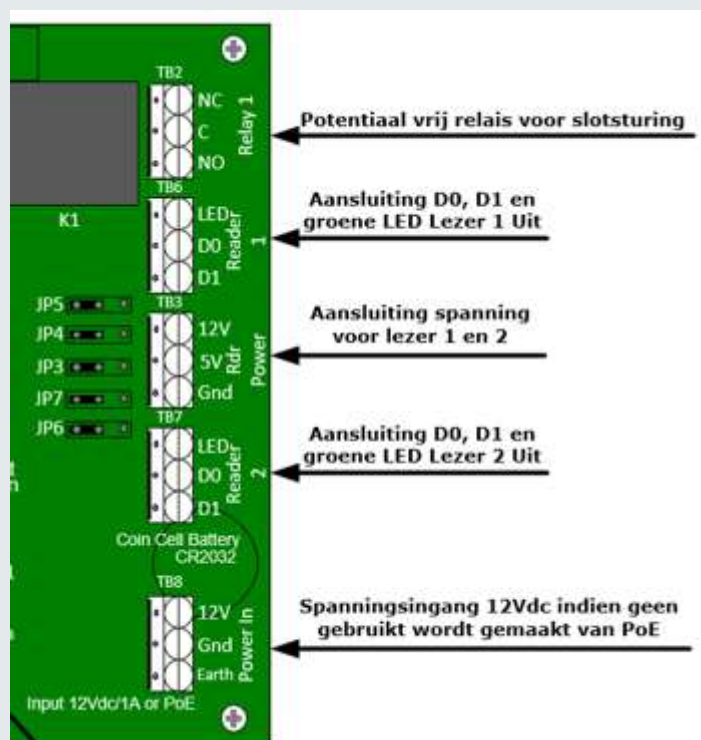 TB2
NC
C
NO
Relay 1
Potentiaal vrij relais voor slotsturing
K1
TB6
LED
D0
D1
Reader
1
Aansluiting D0, D1 en
groene LED Lezer 1 Uit
JP5
JP4
JP3
JP7
JP6
TB3
12V
5V
Gnd
Rdr
Power
Aansluiting spanning
voor lezer 1 en 2
TB7
LED
D0
D1
Reader
2
Aansluiting D0, D1 en
groene LED Lezer 2 Uit
Coin Cell Battery
CR2032
TB8
12V
Gnd
Earth
Power In
Spanningsingang 12Vdc indien geen
gebruikt wordt gemaakt van PoE
Input 12Vdc/1A or PoE